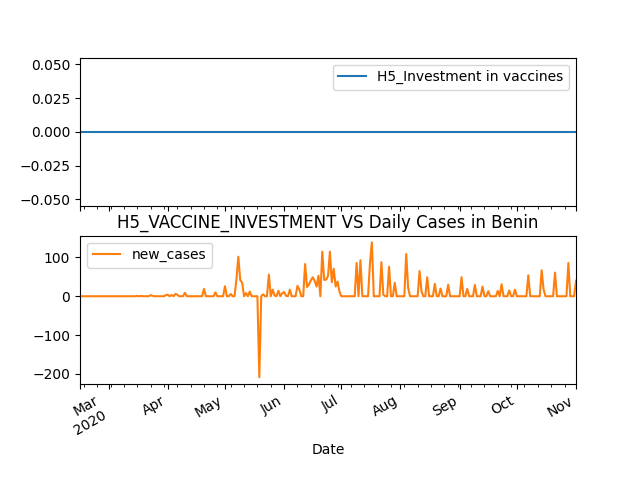 0.050
0.025
0.000
−0.025
−0.050
H5_Investment in vaccines
H5_VACCINE_INVESTMENT VS Daily Cases in Benin
new_cases
100
0
−100
−200
Mar
2020
Apr
May
Jun
Jul
Aug
Sep
Oct
Nov
Date